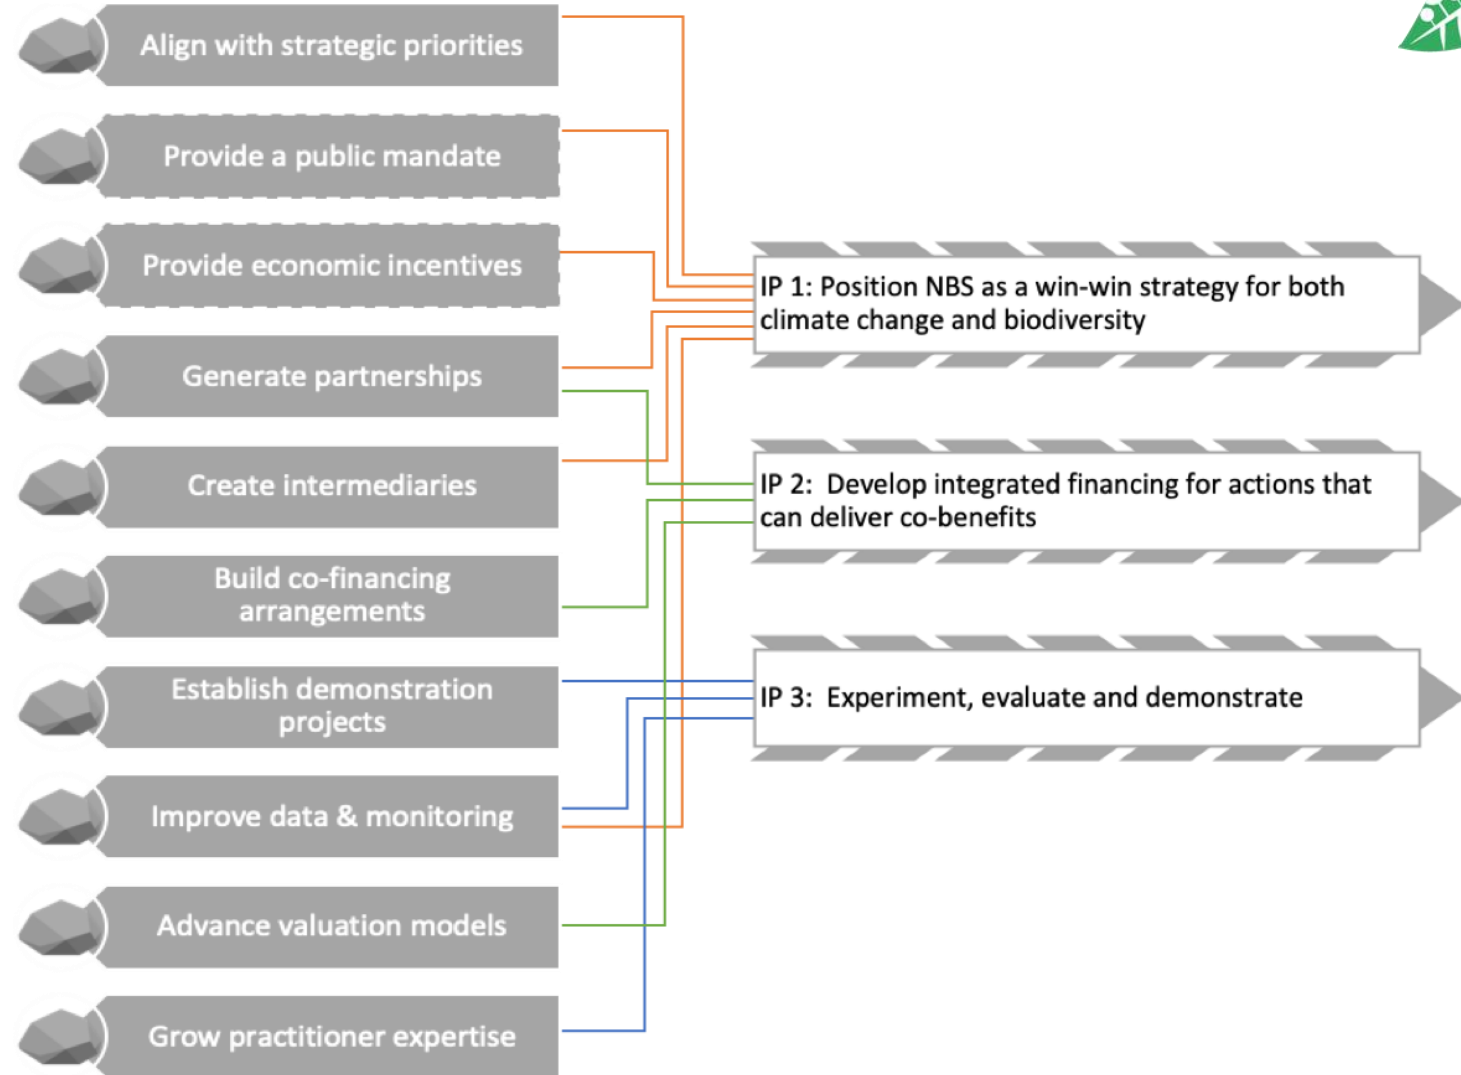 Align with strategic priorities
Provide a public mandate
Provide economic incentives
Generate partnerships
Create intermediaries
Build co-financing
arrangements
Establish demonstration
projects
Improve data & monitoring
Advance valuation models
Grow practitioner expertise
IP 1: Position NBS as a win-win strategy for both
climate change and biodiversity
IP 2:  Develop integrated financing for actions that
can deliver co-benefits
IP 3:  Experiment, evaluate and demonstrate